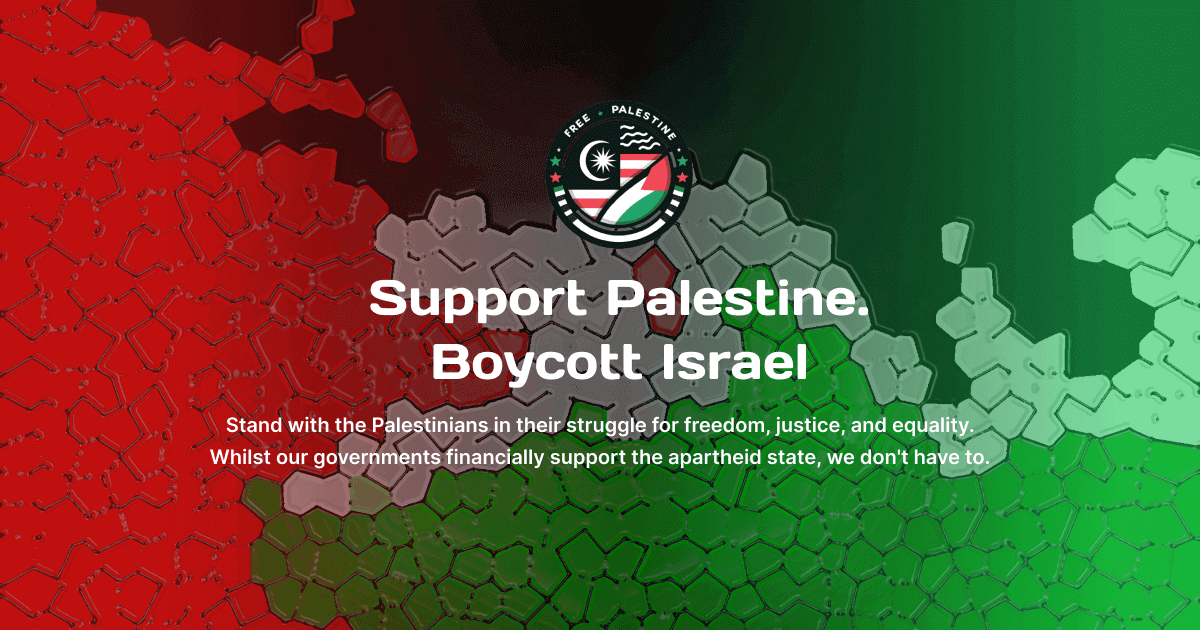 FREE PALESTINE
Support Palestine.
Boycott Israel
Stand with the Palestinians in their struggle for freedom, justice, and equality.
Whilst our governments financially support the apartheid state, we don't have to.